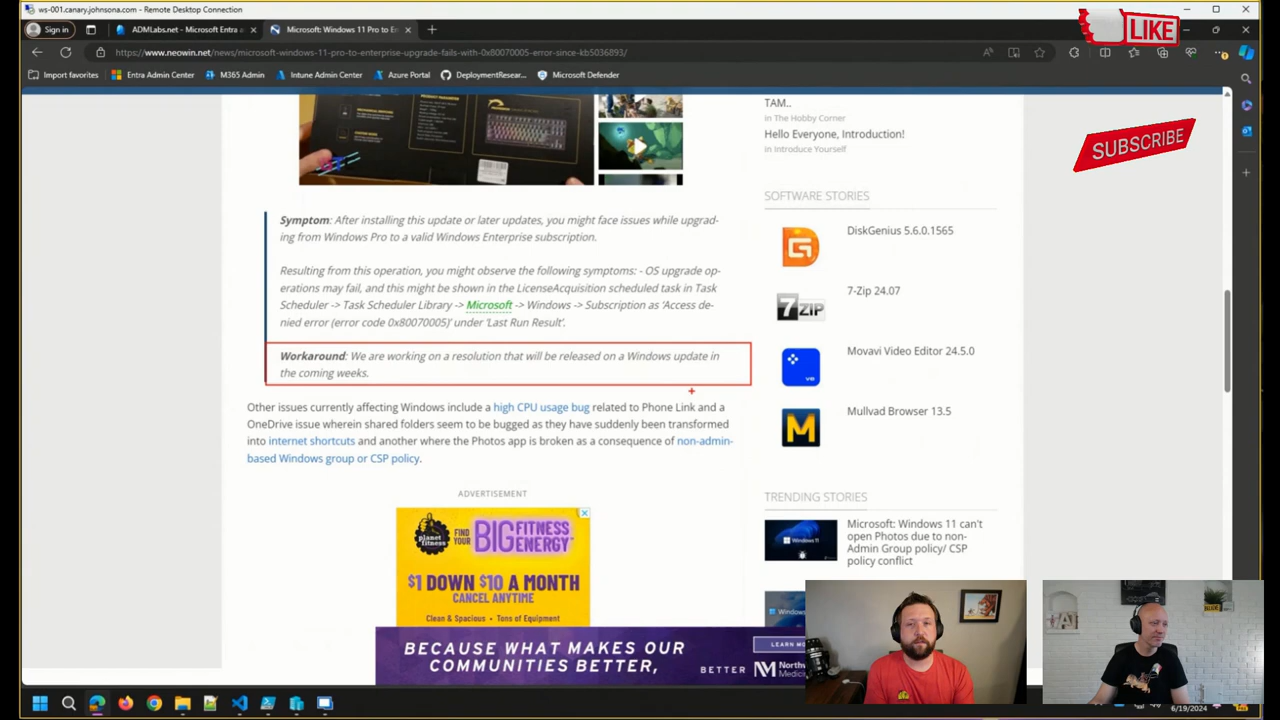 ws-001.canary.johnsona.com - Remote Desktop Connection
Sign in
ADMLabs.net - Microsoft Entra a
Microsoft: Windows 11 Pro to E
https://www.neowin.net/news/microsoft-windows-11-pro-to-enterprise-upgrade-fails-with-0x80070005-error-since-kb5036893/
Import favorites
Entra Admin Center
M365 Admin
Intune Admin Center
Azure Portal
DeploymentResear...
Microsoft Defender
LIKE
SUBSCRIBE
Symptom: After installing this update or later updates, you might face issues while upgrad-
ing from Windows Pro to a valid Windows Enterprise subscription.
Resulting from this operation, you might observe the following symptoms: - OS upgrade op-
erations may fail, and this might be shown in the LicenseAcquisition scheduled task in Task
Scheduler -> Task Scheduler Library -> Microsoft -> Windows -> Subscription as 'Access de-
nied error (error code 0x80070005)' under 'Last Run Result'.
Workaround: We are working on a resolution that will be released on a Windows update in
the coming weeks.
Other issues currently affecting Windows include a high CPU usage bug related to Phone Link and a
OneDrive issue wherein shared folders seem to be bugged as they have suddenly been transformed
into internet shortcuts and another where the Photos app is broken as a consequence of non-admin-
based Windows group or CSP policy.
ADVERTISEMENT
planet fitness
FIND YOUR
BIG FITNESS
ENERGY
$1 DOWN $10 A MONTH
CANCEL ANYTIME
Clean & Spacious • Tons of Equipment
BECAUSE WHAT MAKES OUR
COMMUNITIES BETTER,
BETTER
LEARN MO
TAM..
in The Hobby Corner
Hello Everyone, Introduction!
in Introduce Yourself
SOFTWARE STORIES
DiskGenius 5.6.0.1565
7ZIP
7-Zip 24.07
Movavi Video Editor 24.5.0
Mullvad Browser 13.5
TRENDING STORIES
Windows 11
Microsoft: Windows 11 can't
open Photos due to non-
Admin Group policy/ CSP
policy conflict
Windows
6/19/2024